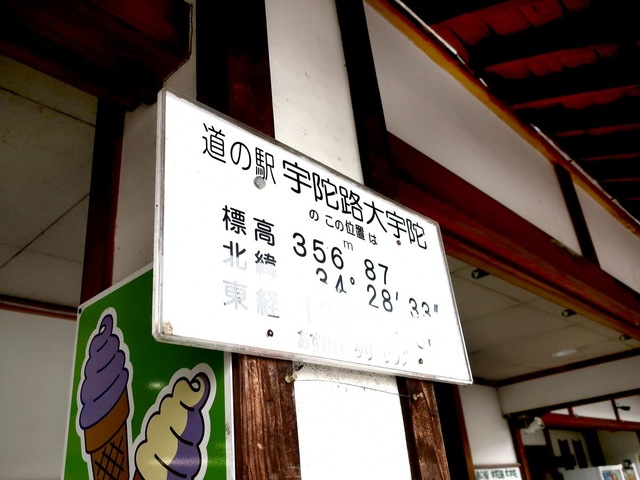 道の駅 宇陀路大宇陀
の この位置 は
標高 356m 87
北緯 34° 28′ 33″
東経